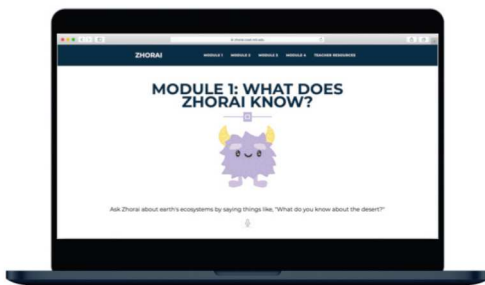 ZHORAI
MODULE 1 MODULE 2 MODULE 3 MODULE 4 TEACHER RESOURCES
MODULE 1: WHAT DOES
ZHORAI KNOW?
Ask Zhorai about earth's ecosystems by saying things like, "What do you know about the desert?"